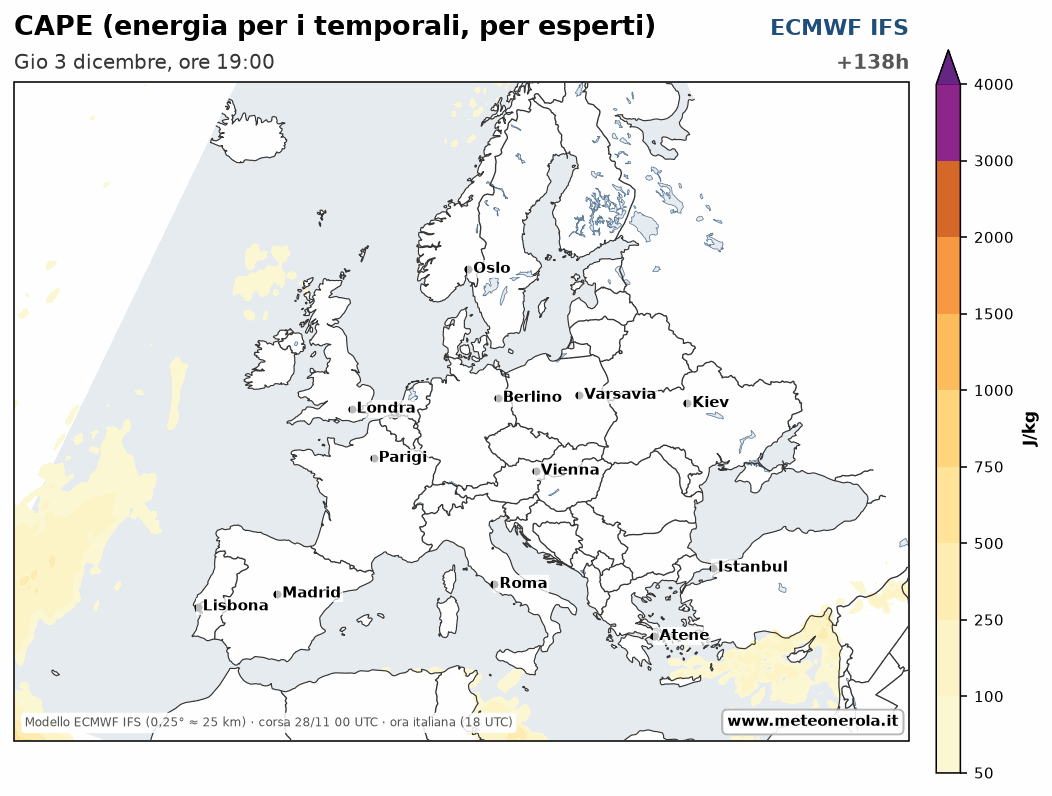 CAPE (energia per i temporali, per esperti)
ECMWF IFS
Gio 3 dicembre, ore 19:00
+138h
4000
3000
2000
1500
1000
750
500
250
100
50
J/kg
Oslo
Berlino
Varsavia
Kiev
Londra
Parigi
Vienna
Istanbul
Roma
Madrid
Lisbona
Atene
Modello ECMWF IFS (0,25° ≈ 25 km) · corsa 28/11 00 UTC · ora italiana (18 UTC)
www.meteonerola.it